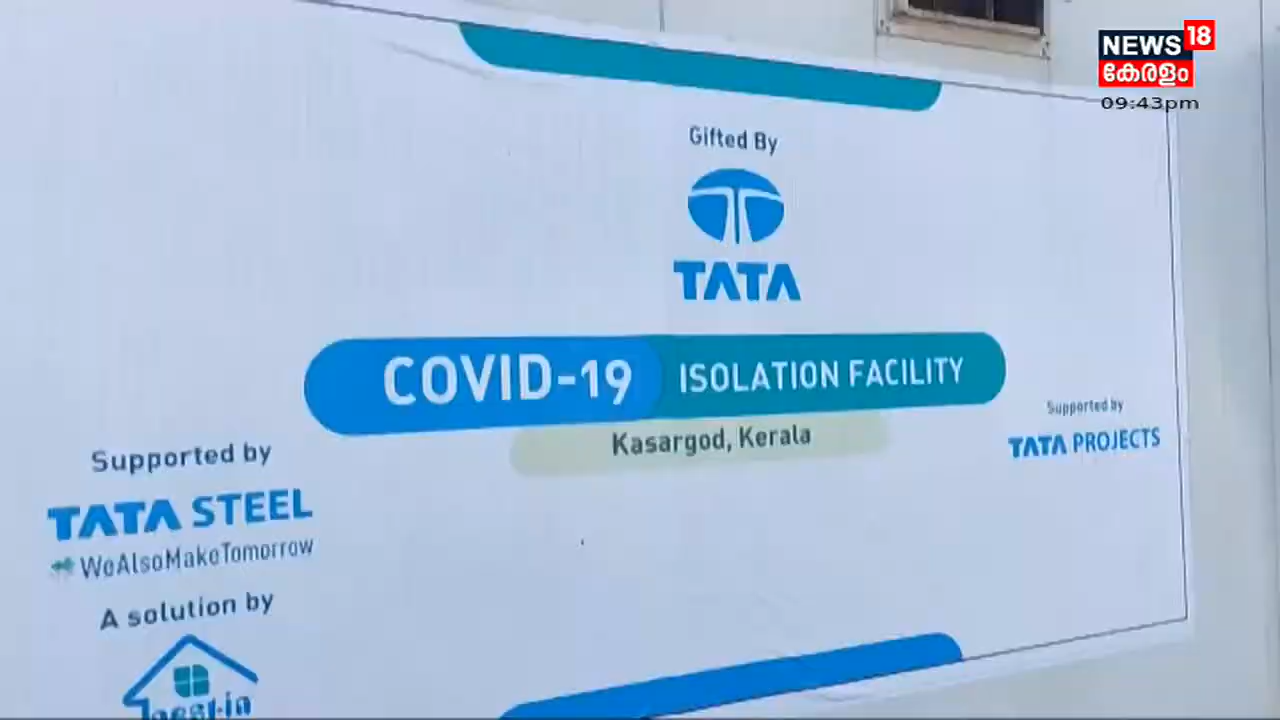 NEWS 18
കേരളം
09:43pm
Gifted By
TATA
COVID-19 ISOLATION FACILITY
Kasargod, Kerala
Supported by
TATA PROJECTS
Supported by
TATA STEEL
#WeAlsoMakeTomorrow
A solution by